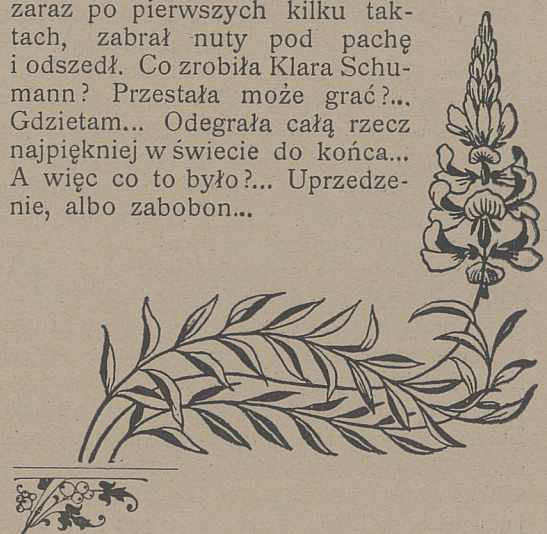 zaraz po pierwszych kilku tak-
tach, zabrał nuty pod pachę
i odszedł. Co zrobiła Klara Schu-
mann? Przestała może grać?...
Gdzietam... Odegrała całą rzecz
najpiękniej w świecie do końca...
A więc co to było?... Uprzedze-
nie, albo zabobon...